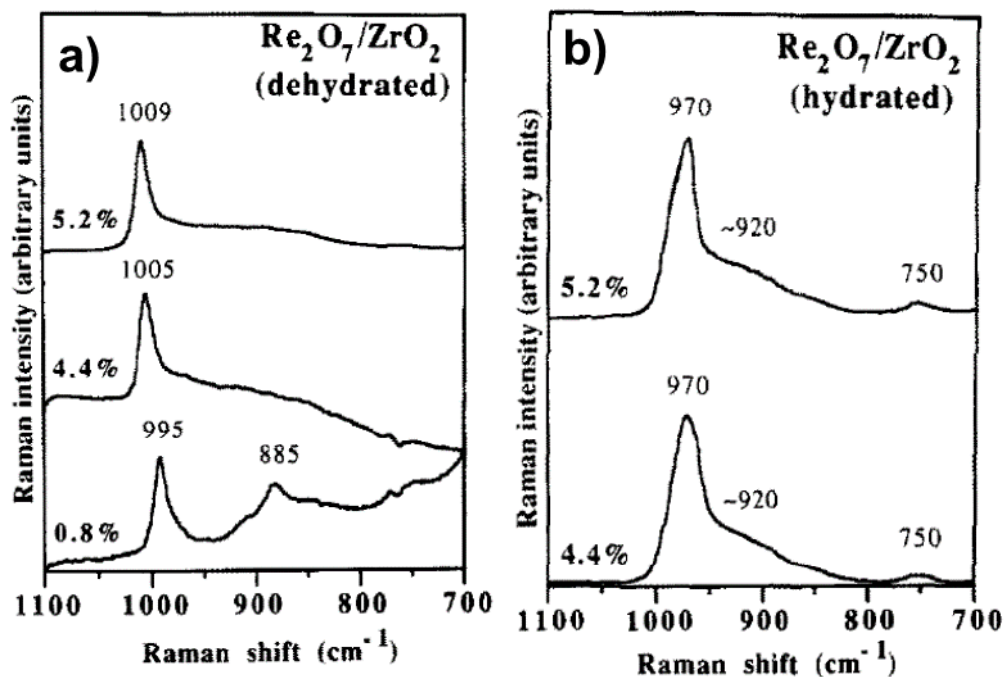 a)
Re2O7/ZrO2
(dehydrated)
1009
5.2%
1005
4.4%
995
885
0.8%
1100 1000 900 800 700
Raman shift (cm-1)
Raman intensity (arbitrary units)
b)
Re2O7/ZrO2
(hydrated)
970
~920
750
5.2%
970
~920
750
4.4%
1100 1000 900 800 700
Raman shift (cm-1)
Raman intensity (arbitrary units)